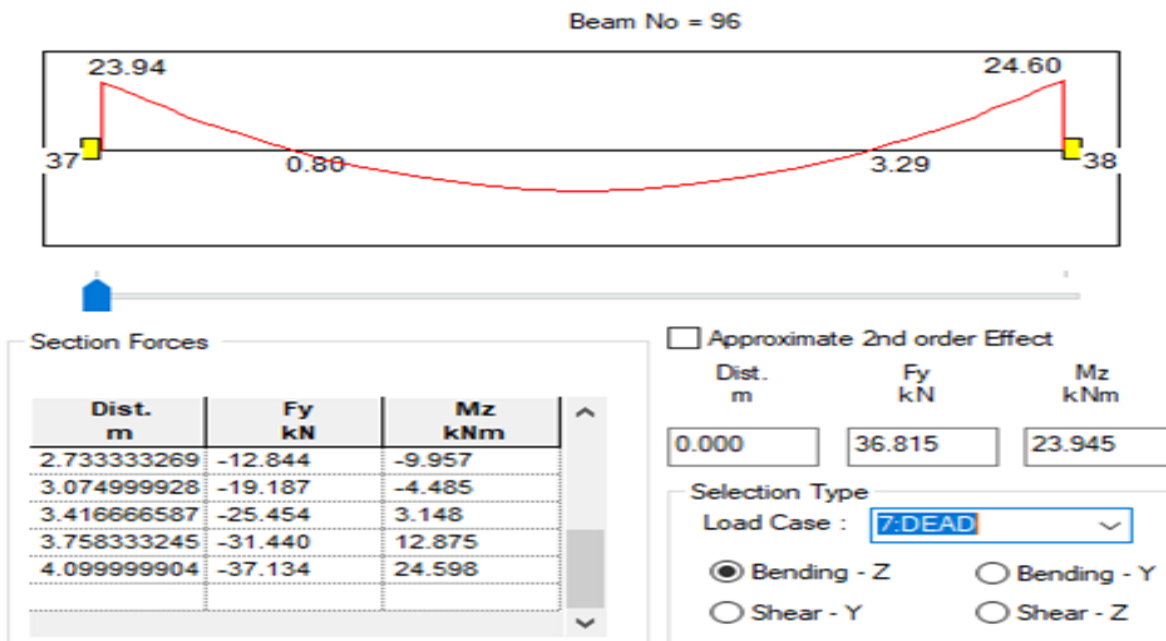 Beam No = 96
23.94 24.60
37 0.80 3.29 38
Section Forces
Dist. Fy Mz
m kN kNm
2.733333269 -12.844 -9.957
3.074999928 -19.187 -4.485
3.416666587 -25.454 3.148
3.758333245 -31.440 12.875
4.099999904 -37.134 24.598
Approximate 2nd order Effect
Dist. Fy Mz
m kN kNm
0.000 36.815 23.945
Selection Type
Load Case : 7:DEAD
Bending - Z Bending - Y
Shear - Y Shear - Z